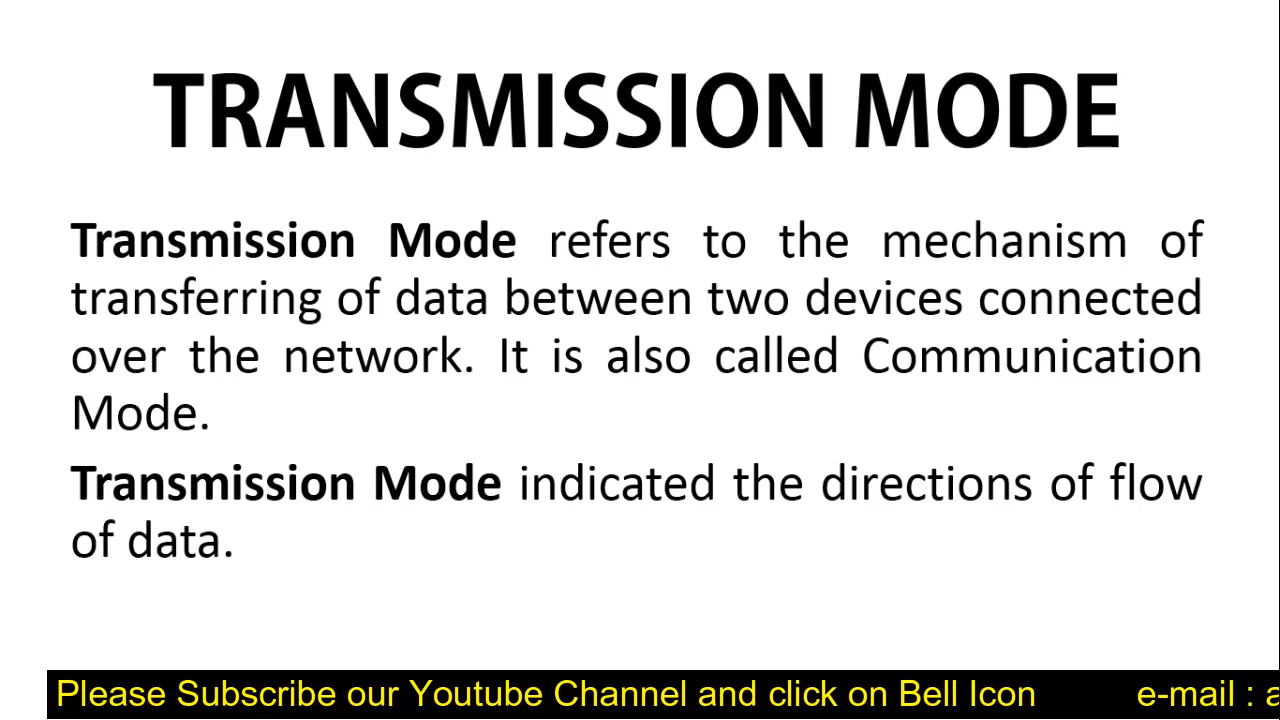 TRANSMISSION MODE
Transmission Mode refers to the mechanism of
transferring of data between two devices connected
over the network. It is also called Communication
Mode.
Transmission Mode indicated the directions of flow
of data.
Please Subscribe our Youtube Channel and click on Bell Icon e-mail :